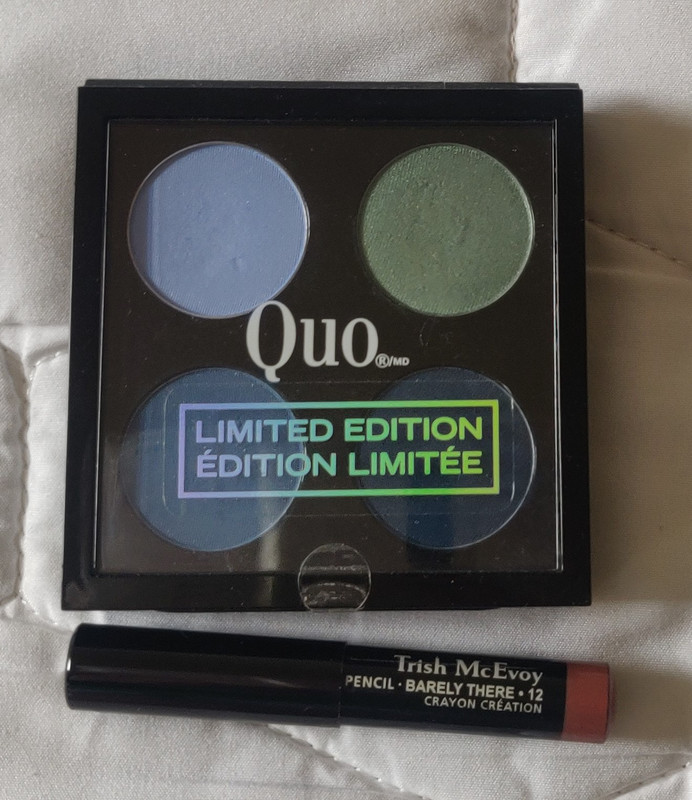 Quo®/MD
LIMITED EDITION
ÉDITION LIMITÉE
Trish McEvoy
PENCIL · BARELY THERE • 12
CRAYON CRÉATION